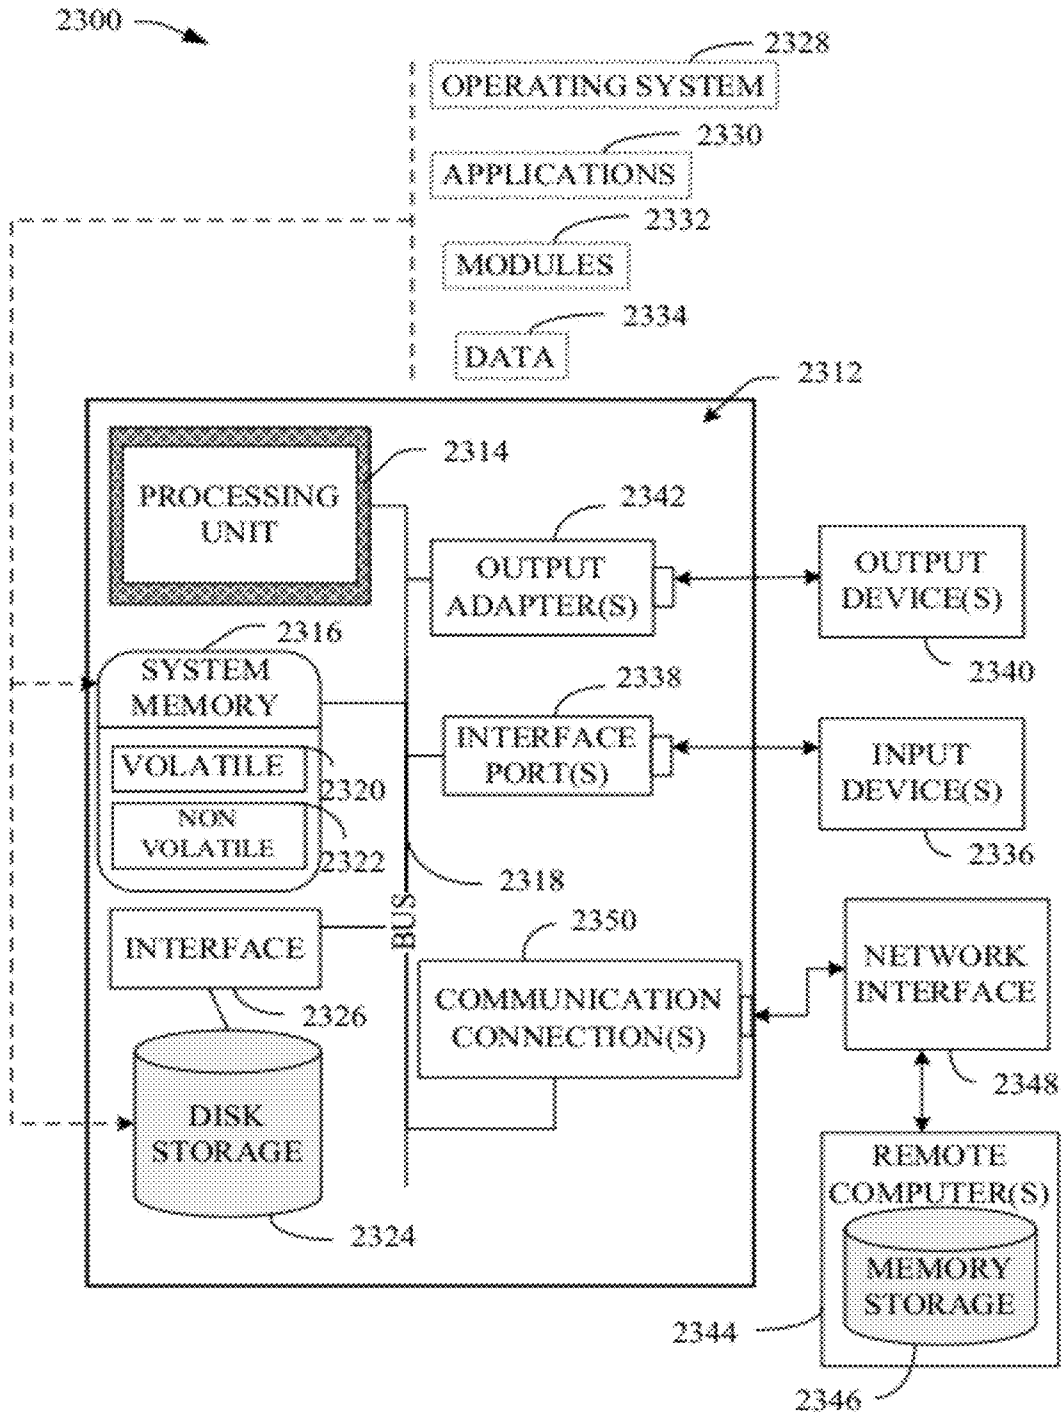 2300
2328
OPERATING SYSTEM
2330
APPLICATIONS
2332
MODULES
2334
DATA
2312
2314
PROCESSING
UNIT
2342
OUTPUT
ADAPTER(S)
OUTPUT
DEVICE(S)
2340
2316
SYSTEM
MEMORY
VOLATILE
2320
NON
VOLATILE
2322
2338
INTERFACE
PORT(S)
INPUT
DEVICE(S)
2336
2318
BUS
INTERFACE
2326
2350
COMMUNICATION
CONNECTION(S)
NETWORK
INTERFACE
2348
DISK
STORAGE
2324
REMOTE
COMPUTER(S)
MEMORY
STORAGE
2344
2346